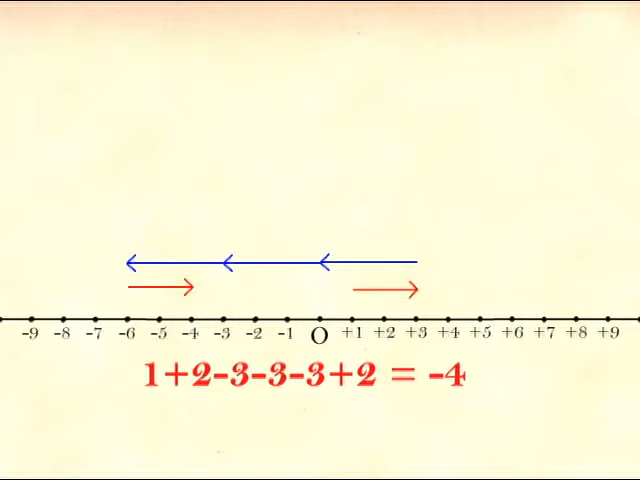 -9 -8 -7 -6 -5 -4 -3 -2 -1 O +1 +2 +3 +4 +5 +6 +7 +8 +9
1+2-3-3-3+2 = -4